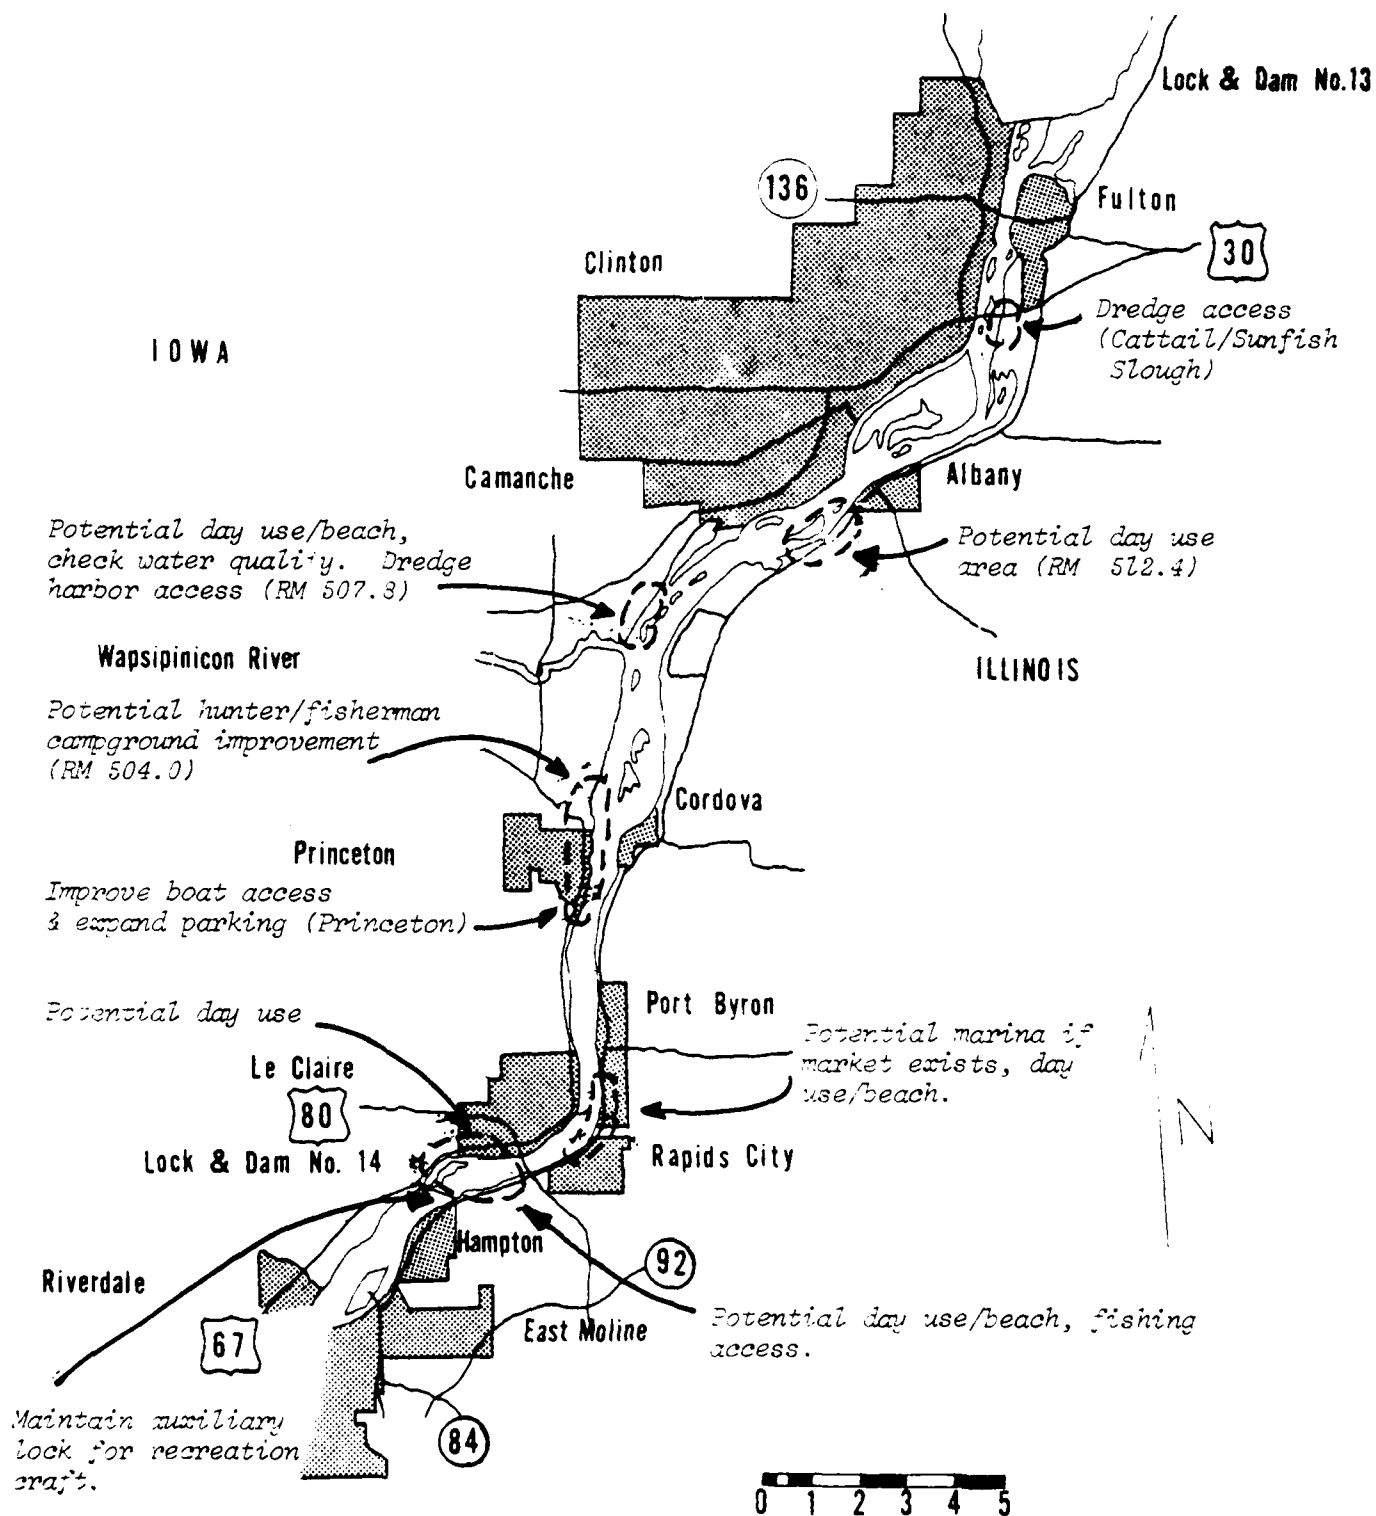 Lock & Dam No.13
136
Fulton
30
Clinton
Dredge access
(Cattail/Sunfish
Slough)
IOWA
Camanche
Albany
Potential day use/beach,
check water quality. Dredge
harbor access (RM 507.8)
Potential day use
area (RM 512.4)
Wapsipinicon River
ILLINOIS
Potential hunter/fisherman
campground improvement
(RM 504.0)
Cordova
Princeton
Improve boat access
& expand parking (Princeton)
Port Byron
Potential day use
Potential marina if
market exists, day
use/beach.
Le Claire
80
N
Lock & Dam No. 14
Rapids City
Hampton
92
Riverdale
Potential day use/beach, fishing
access.
East Moline
67
Maintain auxiliary
lock for recreation
craft.
84
0 1 2 3 4 5